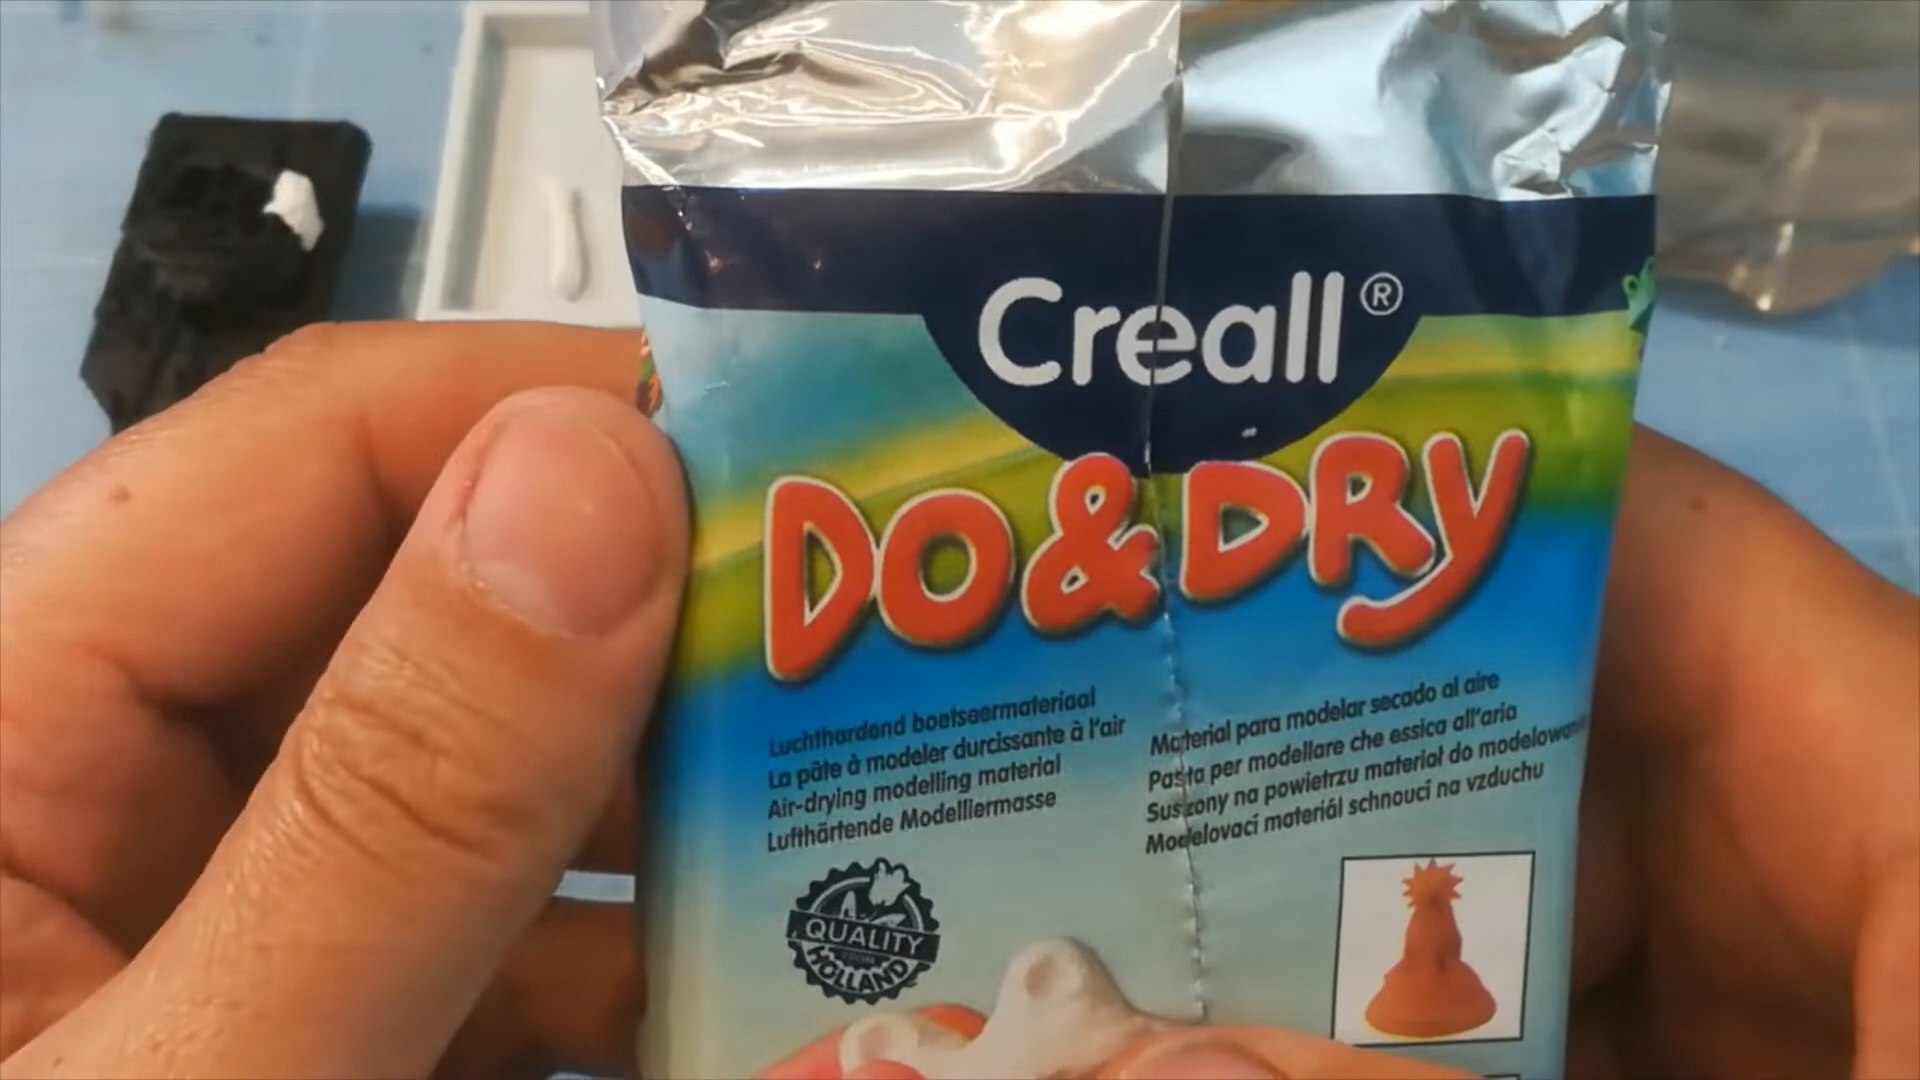 Creall®
DO & DRY
Luchthardend boetseermateriaal
La pâte à modeler durcissante à l'air
Air-drying modelling material
Lufthärtende Modelliermasse
Material para modelar secado al aire
Pasta per modellare che essica all'aria
Suszony na powietrzu materiał do modelowania
Modelovací materiál schnoucí na vzduchu
QUALITY
HOLLAND